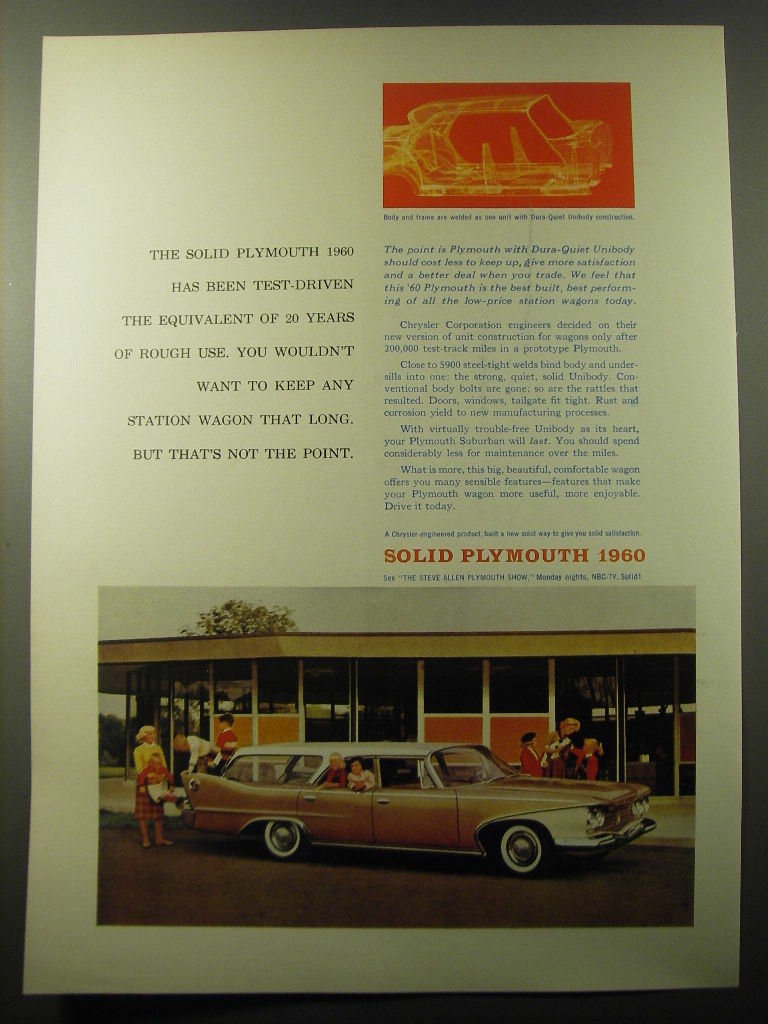 THE SOLID PLYMOUTH 1960
HAS BEEN TEST-DRIVEN
THE EQUIVALENT OF 20 YEARS
OF ROUGH USE. YOU WOULDN'T
WANT TO KEEP ANY
STATION WAGON THAT LONG.
BUT THAT'S NOT THE POINT.
Body and frame are welded as one unit with Dura-Quiet Unibody construction.
The point is Plymouth with Dura-Quiet Unibody
should cost less to keep up, give more satisfaction
and a better deal when you trade. We feel that
this '60 Plymouth is the best built, best perform-
ing of all the low-price station wagons today.
Chrysler Corporation engineers decided on their
new version of unit construction for wagons only after
200,000 test-track miles in a prototype Plymouth.
Close to 5900 steel-tight welds bind body and under-
sills into one: the strong, quiet, solid Unibody. Con-
ventional body bolts are gone; so are the rattles that
resulted. Doors, windows, tailgate fit tight. Rust and
corrosion yield to new manufacturing processes.
With virtually trouble-free Unibody as its heart,
your Plymouth Suburban will last. You should spend
considerably less for maintenance over the miles.
What is more, this big, beautiful, comfortable wagon
offers you many sensible features—features that make
your Plymouth wagon more useful, more enjoyable.
Drive it today.
A Chrysler-engineered product, built a new solid way to give you solid satisfaction.
SOLID PLYMOUTH 1960
See "THE STEVE ALLEN PLYMOUTH SHOW," Monday nights, NBC-TV. Solid!